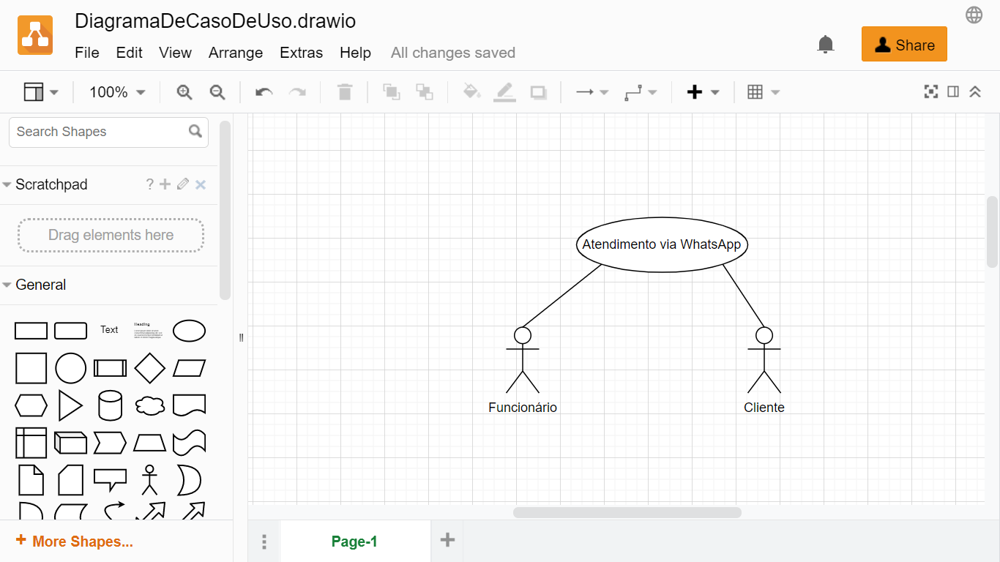 DiagramaDeCasoDeUso.drawio
File Edit View Arrange Extras Help All changes saved
Share
100%
Search Shapes
Scratchpad
?
Drag elements here
General
Text
Heading
Atendimento via WhatsApp
Funcionário
Cliente
+ More Shapes...
Page-1